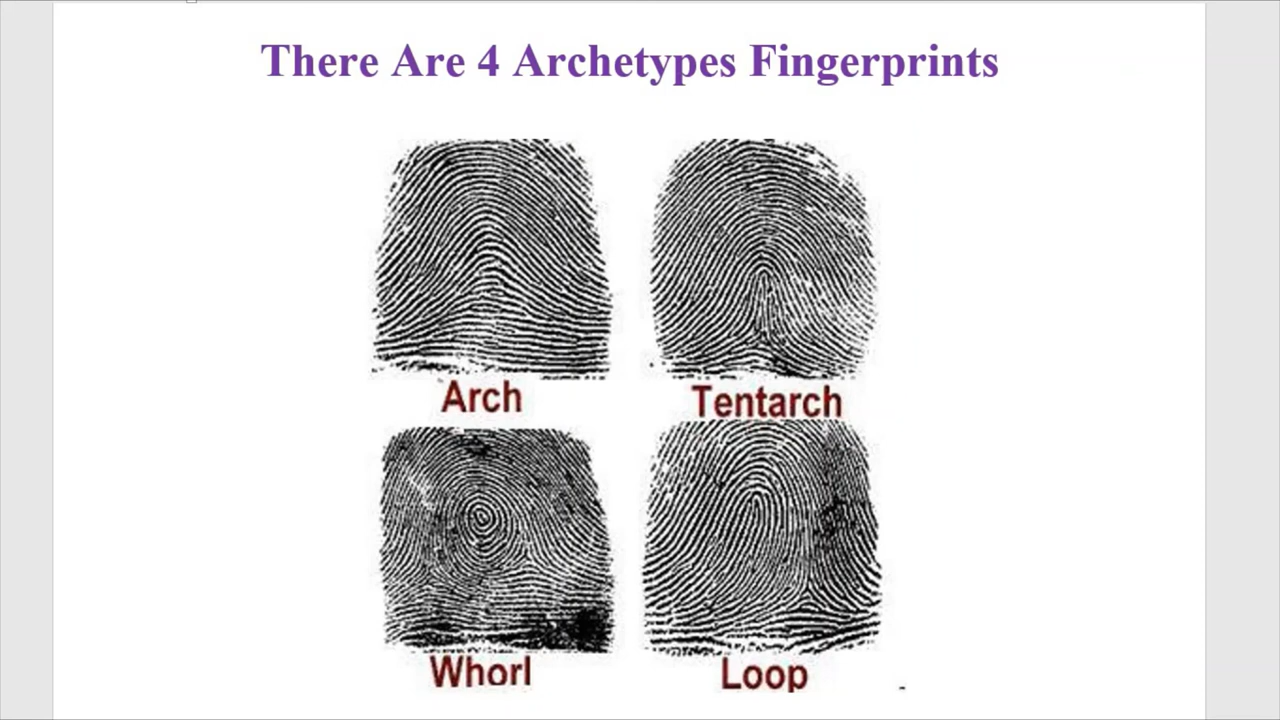 There Are 4 Archetypes Fingerprints
Arch
Tentarch
Whorl
Loop